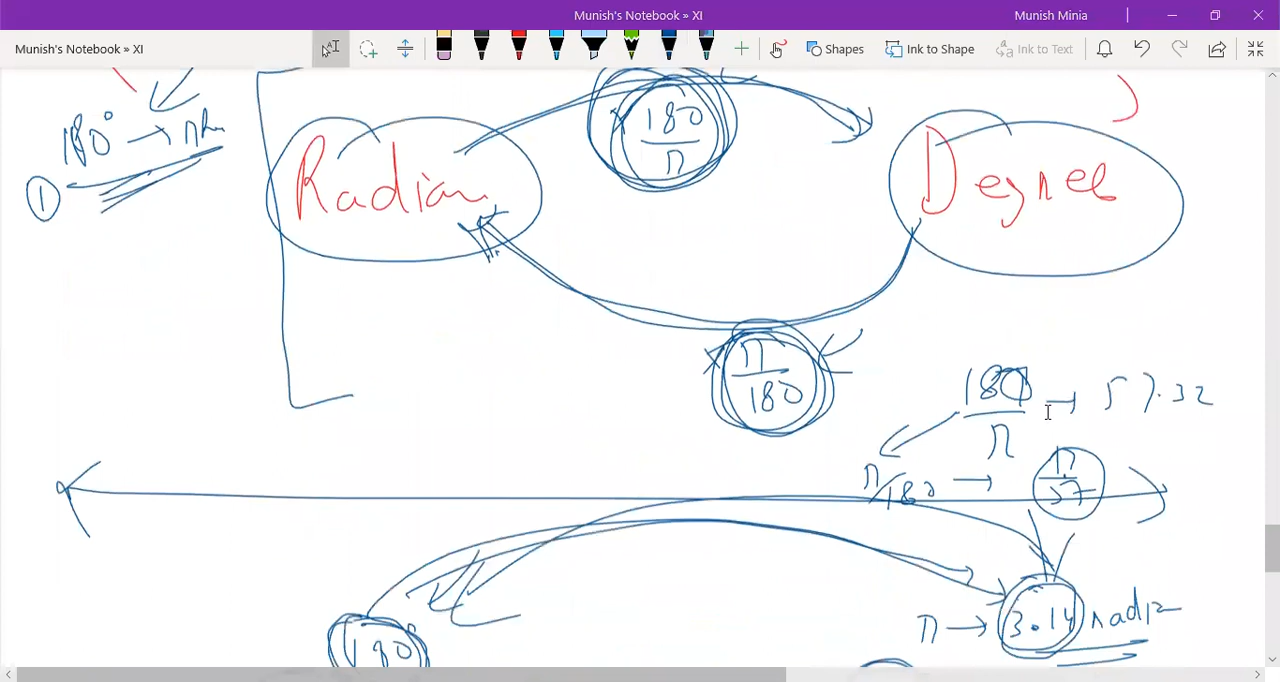 Munish's Notebook » XI
Munish Minia
Munish's Notebook » XI
Shapes
Ink to Shape
Ink to Text
180° →
①
Radian
180
π
Degree
π
180
180
π
→ 57.32
π/180 →
57
180°
π → 3.14 radian